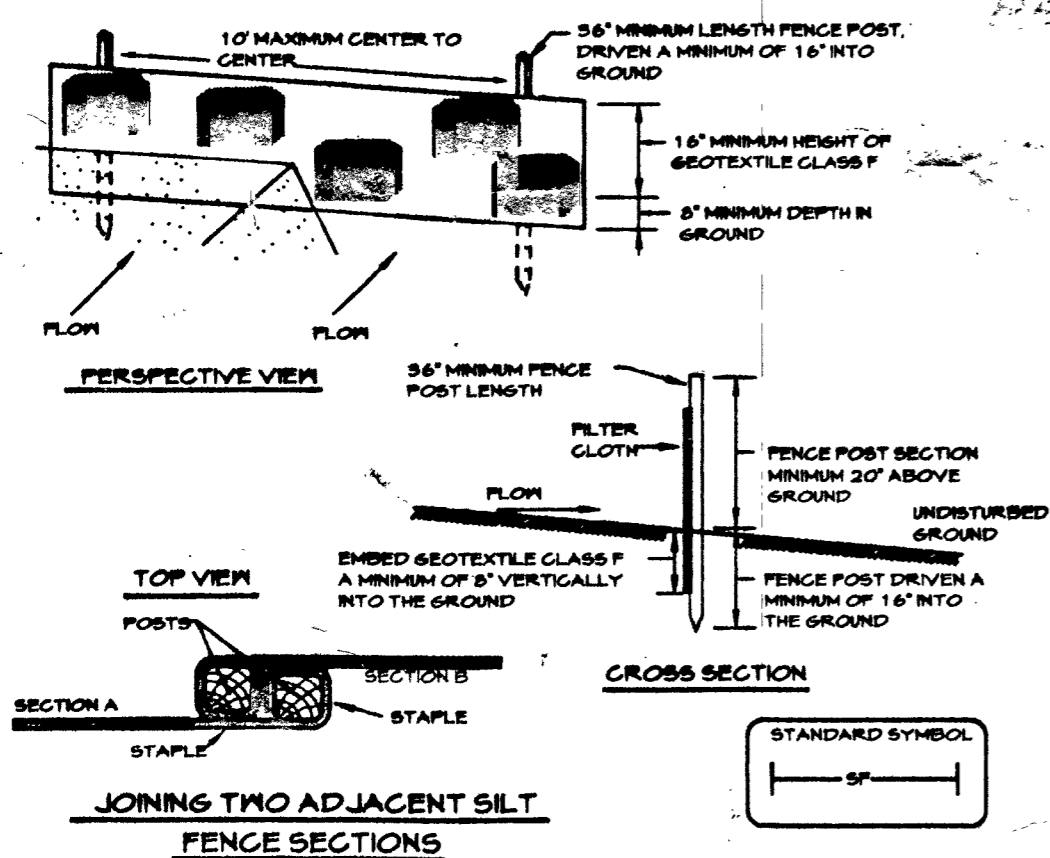 10' MAXIMUM CENTER TO
CENTER
36" MINIMUM LENGTH FENCE POST,
DRIVEN A MINIMUM OF 16" INTO
GROUND
16" MINIMUM HEIGHT OF
GEOTEXTILE CLASS F
8" MINIMUM DEPTH IN
GROUND
FLOW
FLOW
PERSPECTIVE VIEW
36" MINIMUM FENCE
POST LENGTH
FILTER
CLOTH
FENCE POST SECTION
MINIMUM 20" ABOVE
GROUND
FLOW
UNDISTURBED
GROUND
EMBED GEOTEXTILE CLASS F
A MINIMUM OF 8" VERTICALLY
INTO THE GROUND
FENCE POST DRIVEN A
MINIMUM OF 16" INTO
THE GROUND
CROSS SECTION
TOP VIEW
POSTS
SECTION B
SECTION A
STAPLE
STAPLE
JOINING TWO ADJACENT SILT
FENCE SECTIONS
STANDARD SYMBOL
SF